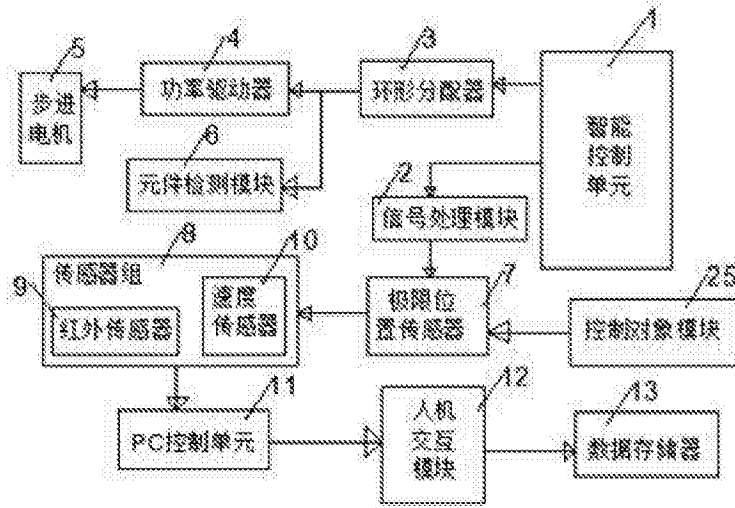 5
4
3
1
步进
电机
功率驱动器
环形分配器
智能
控制
单元
6
元件检测模块
2
信号处理模块
8
传感器组
10
速度
传感器
9
红外传感器
极限位
置传感器
7
25
控制对象模块
11
PC控制单元
人机
交互
模块
12
13
数据存储器